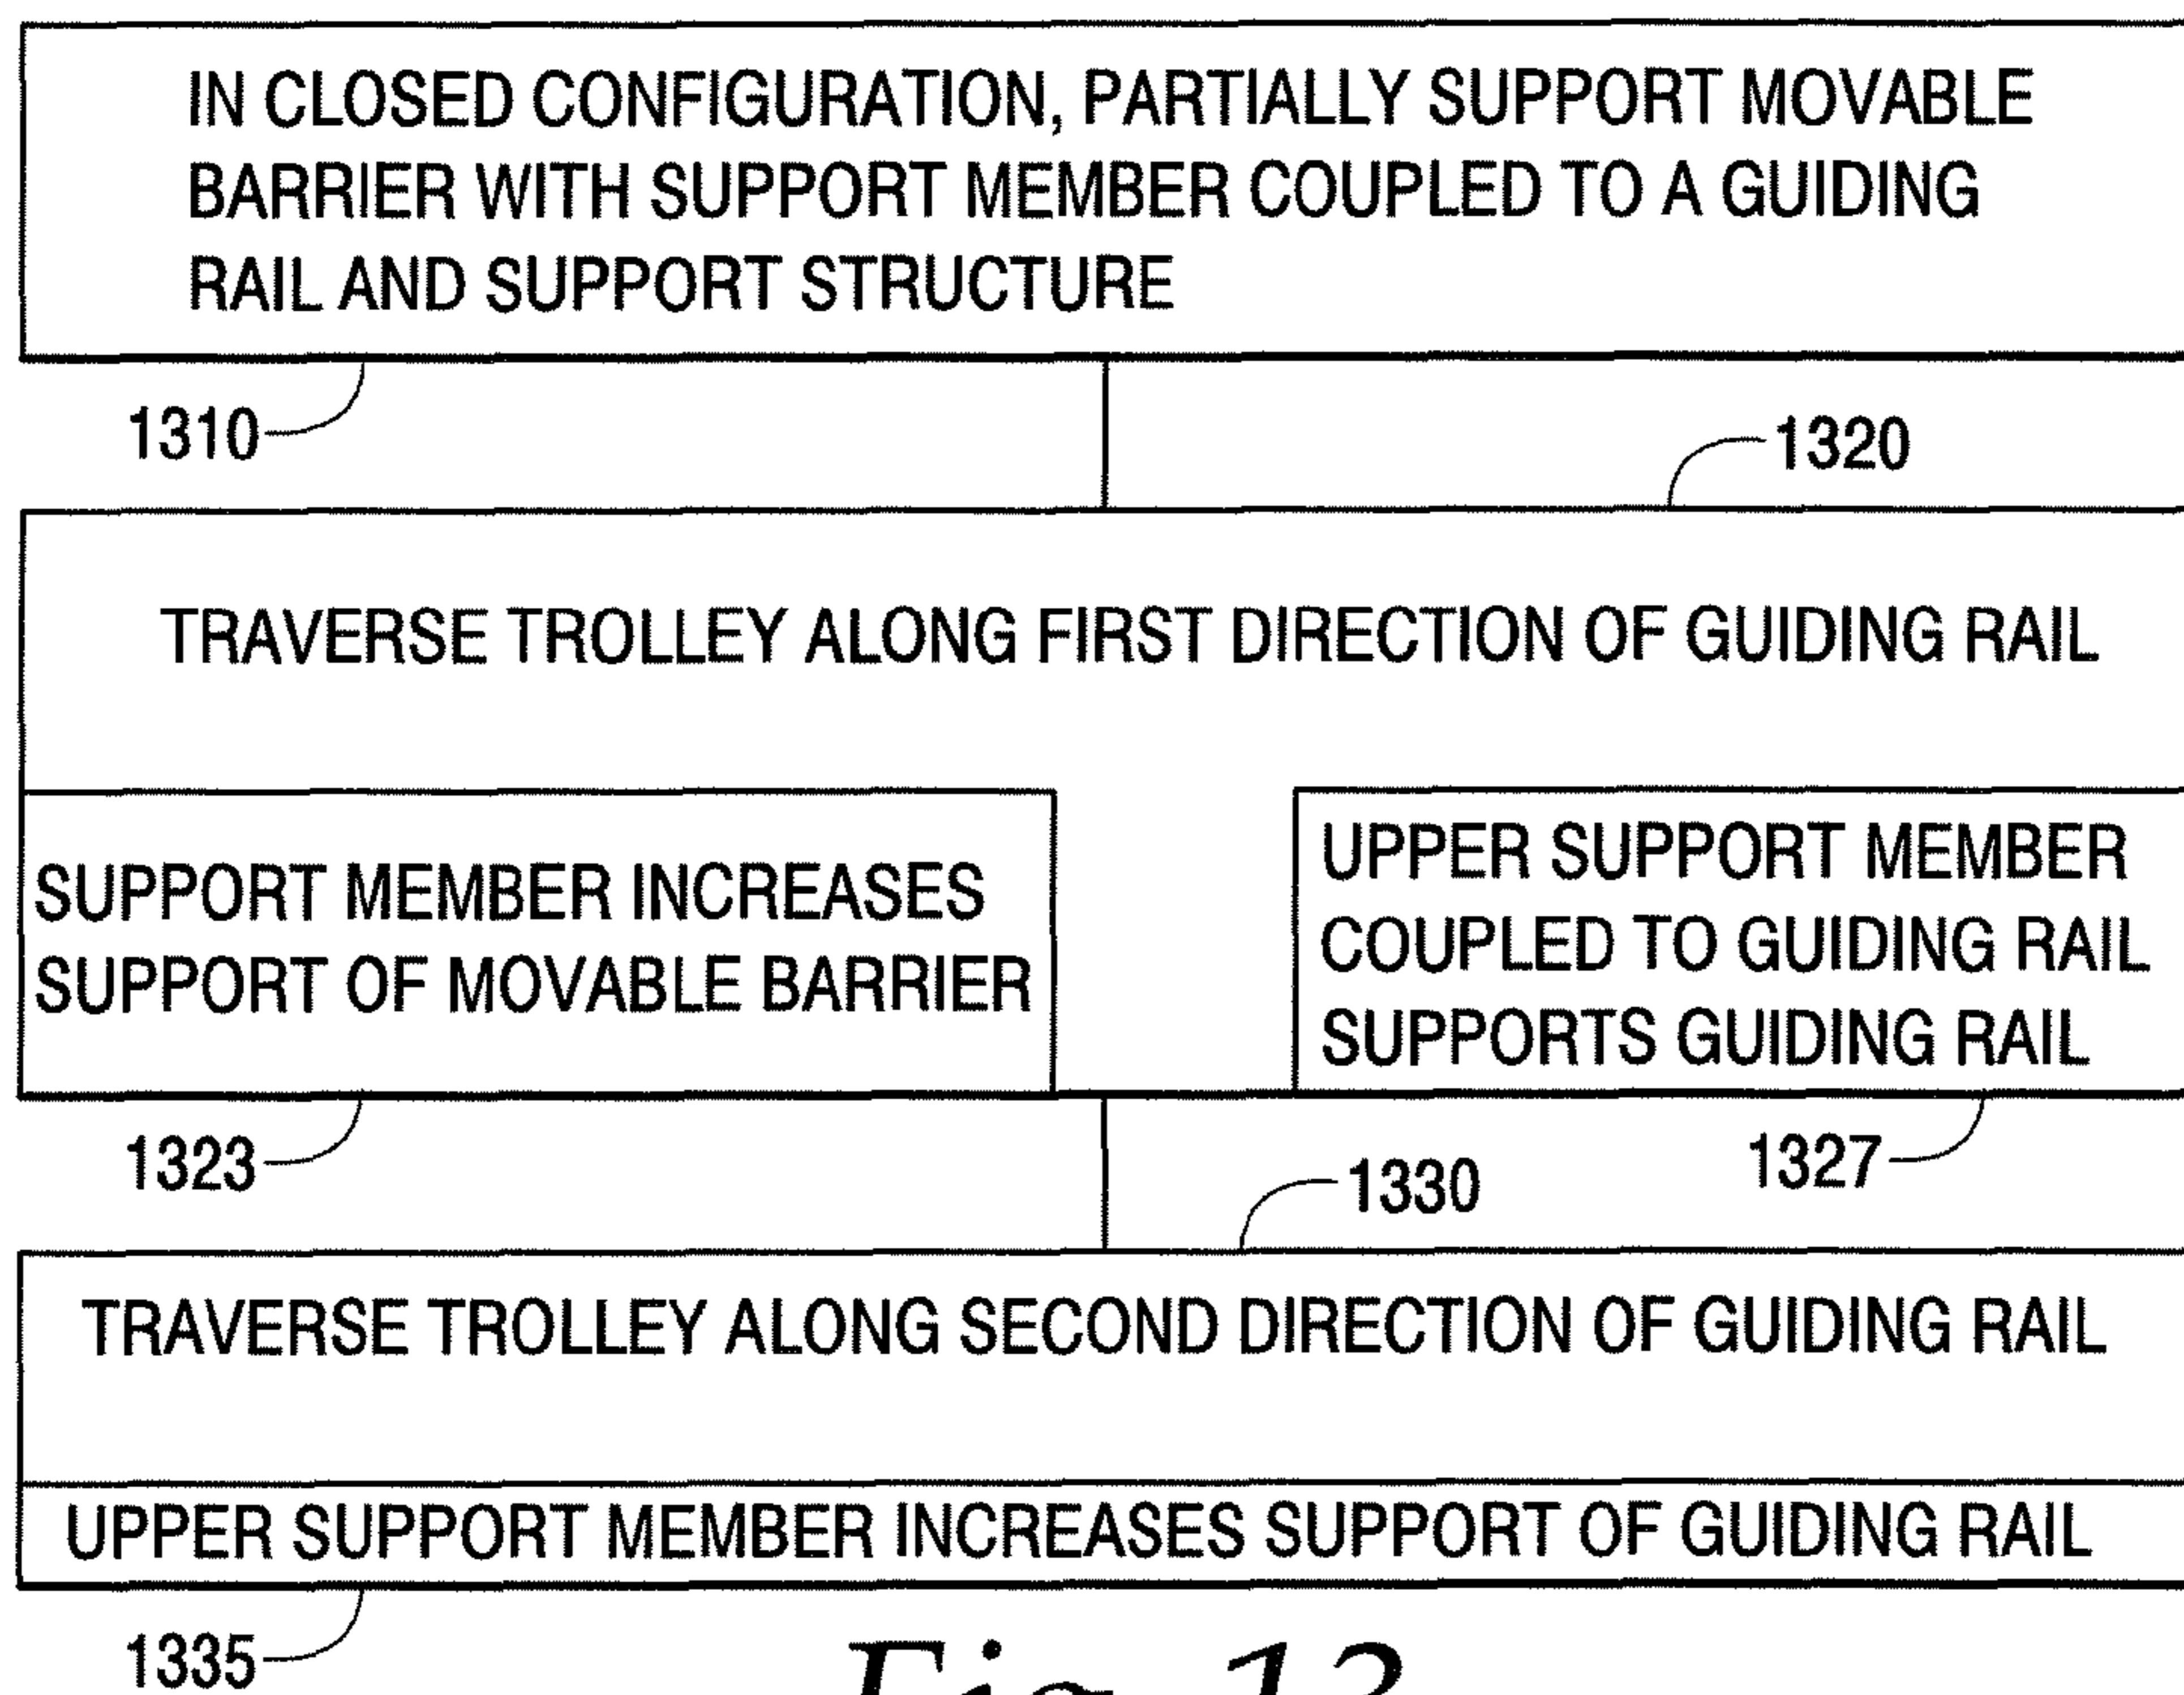 IN CLOSED CONFIGURATION, PARTIALLY SUPPORT MOVABLE
BARRIER WITH SUPPORT MEMBER COUPLED TO A GUIDING
RAIL AND SUPPORT STRUCTURE
1310
1320
TRAVERSE TROLLEY ALONG FIRST DIRECTION OF GUIDING RAIL
SUPPORT MEMBER INCREASES
SUPPORT OF MOVABLE BARRIER
UPPER SUPPORT MEMBER
COUPLED TO GUIDING RAIL
SUPPORTS GUIDING RAIL
1323
1327
1330
TRAVERSE TROLLEY ALONG SECOND DIRECTION OF GUIDING RAIL
UPPER SUPPORT MEMBER INCREASES SUPPORT OF GUIDING RAIL
1335